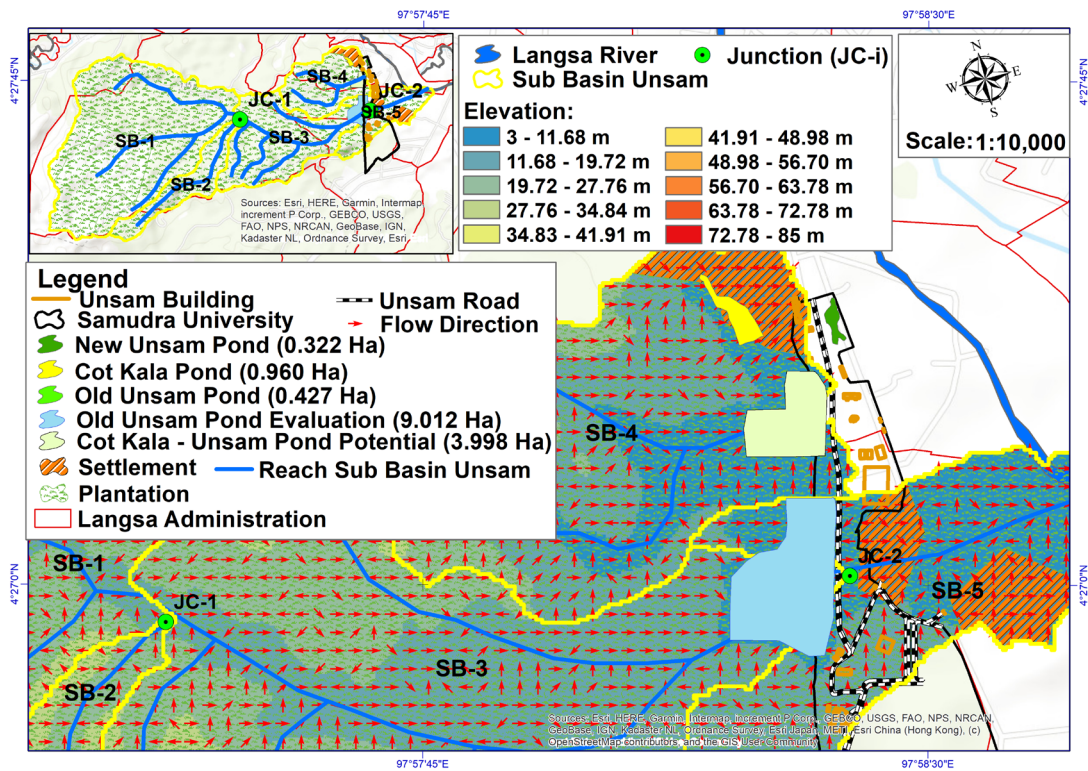 97°57'45"E
97°58'30"E
4°27'45"N
4°27'45"N
SB-4
JC-1
JC-2
SB-5
SB-1
SB-3
SB-2
Sources: Esri, HERE, Garmin, Intermap,
increment P Corp., GEBCO, USGS,
FAO, NPS, NRCAN, GeoBase, IGN,
Kadaster NL, Ordnance Survey, Esri
Langsa River
Junction (JC-i)
Sub Basin Unsam
Elevation:
3 - 11.68 m
41.91 - 48.98 m
11.68 - 19.72 m
48.98 - 56.70 m
19.72 - 27.76 m
56.70 - 63.78 m
27.76 - 34.84 m
63.78 - 72.78 m
34.83 - 41.91 m
72.78 - 85 m
N
W
E
S
Scale:1:10,000
Legend
Unsam Building
Unsam Road
Samudra University
Flow Direction
New Unsam Pond (0.322 Ha)
Cot Kala Pond (0.960 Ha)
Old Unsam Pond (0.427 Ha)
Old Unsam Pond Evaluation (9.012 Ha)
Cot Kala - Unsam Pond Potential (3.998 Ha)
Settlement
Reach Sub Basin Unsam
Plantation
Langsa Administration
SB-4
SB-1
JC-2
SB-5
JC-1
SB-3
SB-2
4°27'0"N
4°27'0"N
Sources: Esri, HERE, Garmin, Intermap, increment P Corp., GEBCO, USGS, FAO, NPS, NRCAN,
GeoBase, IGN, Kadaster NL, Ordnance Survey, Esri Japan, METI, Esri China (Hong Kong), (c)
OpenStreetMap contributors, and the GIS User Community
97°57'45"E
97°58'30"E